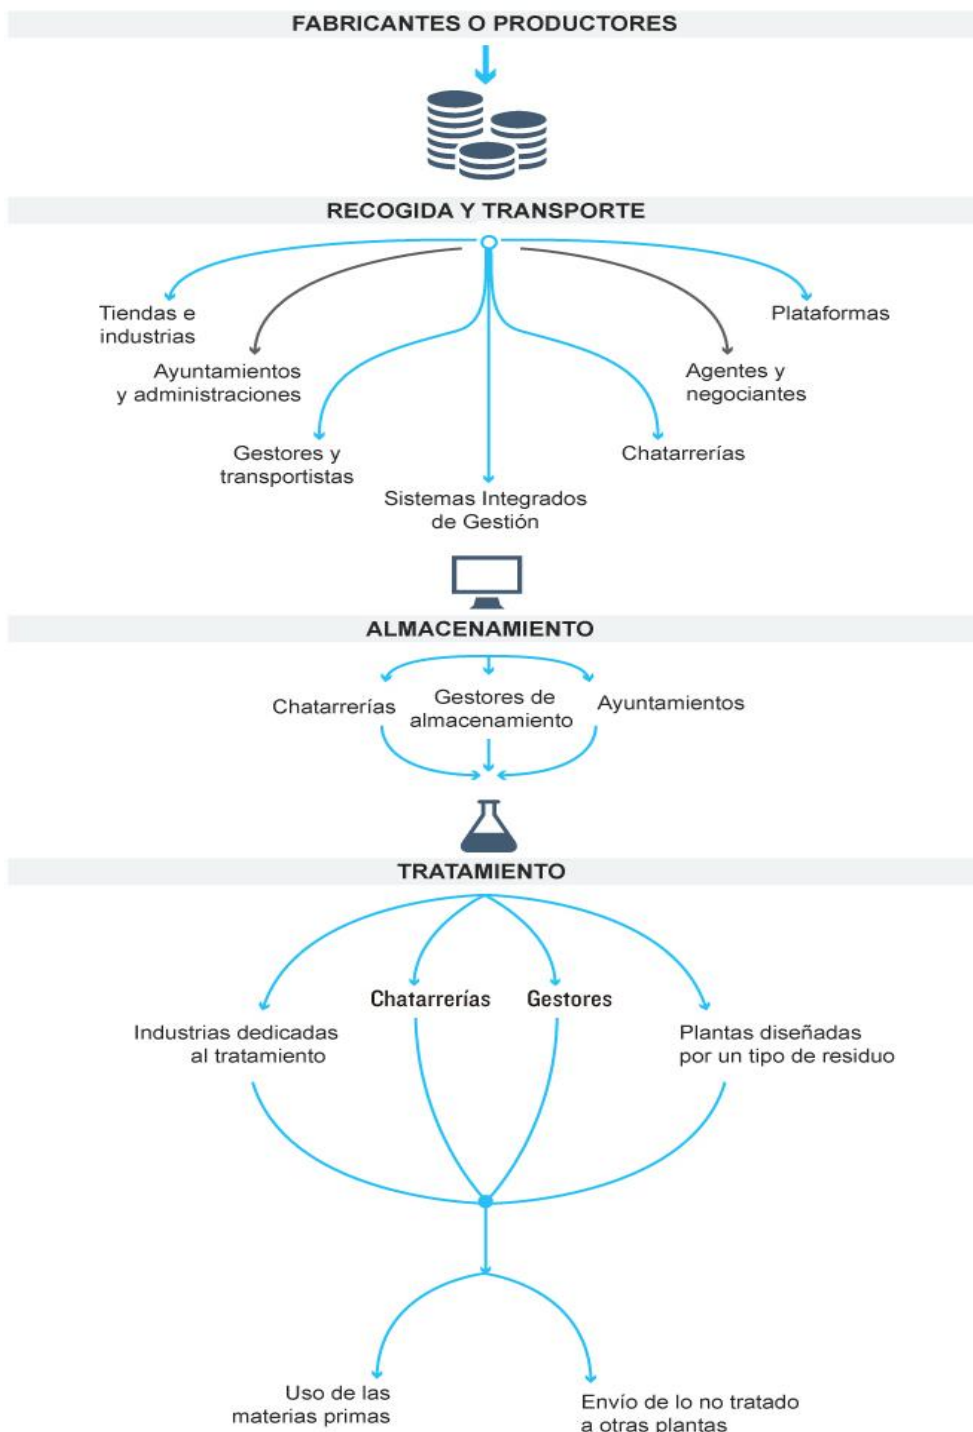 FABRICANTES O PRODUCTORES
RECOGIDA Y TRANSPORTE
Tiendas e
industrias
Plataformas
Ayuntamientos
y administraciones
Agentes y
negociantes
Gestores y
transportistas
Chatarrerías
Sistemas Integrados
de Gestión
ALMACENAMIENTO
Chatarrerías
Gestores de
almacenamiento
Ayuntamientos
TRATAMIENTO
Industrias dedicadas
al tratamiento
Chatarrerías
Gestores
Plantas diseñadas
por un tipo de residuo
Uso de las
materias primas
Envío de lo no tratado
a otras plantas